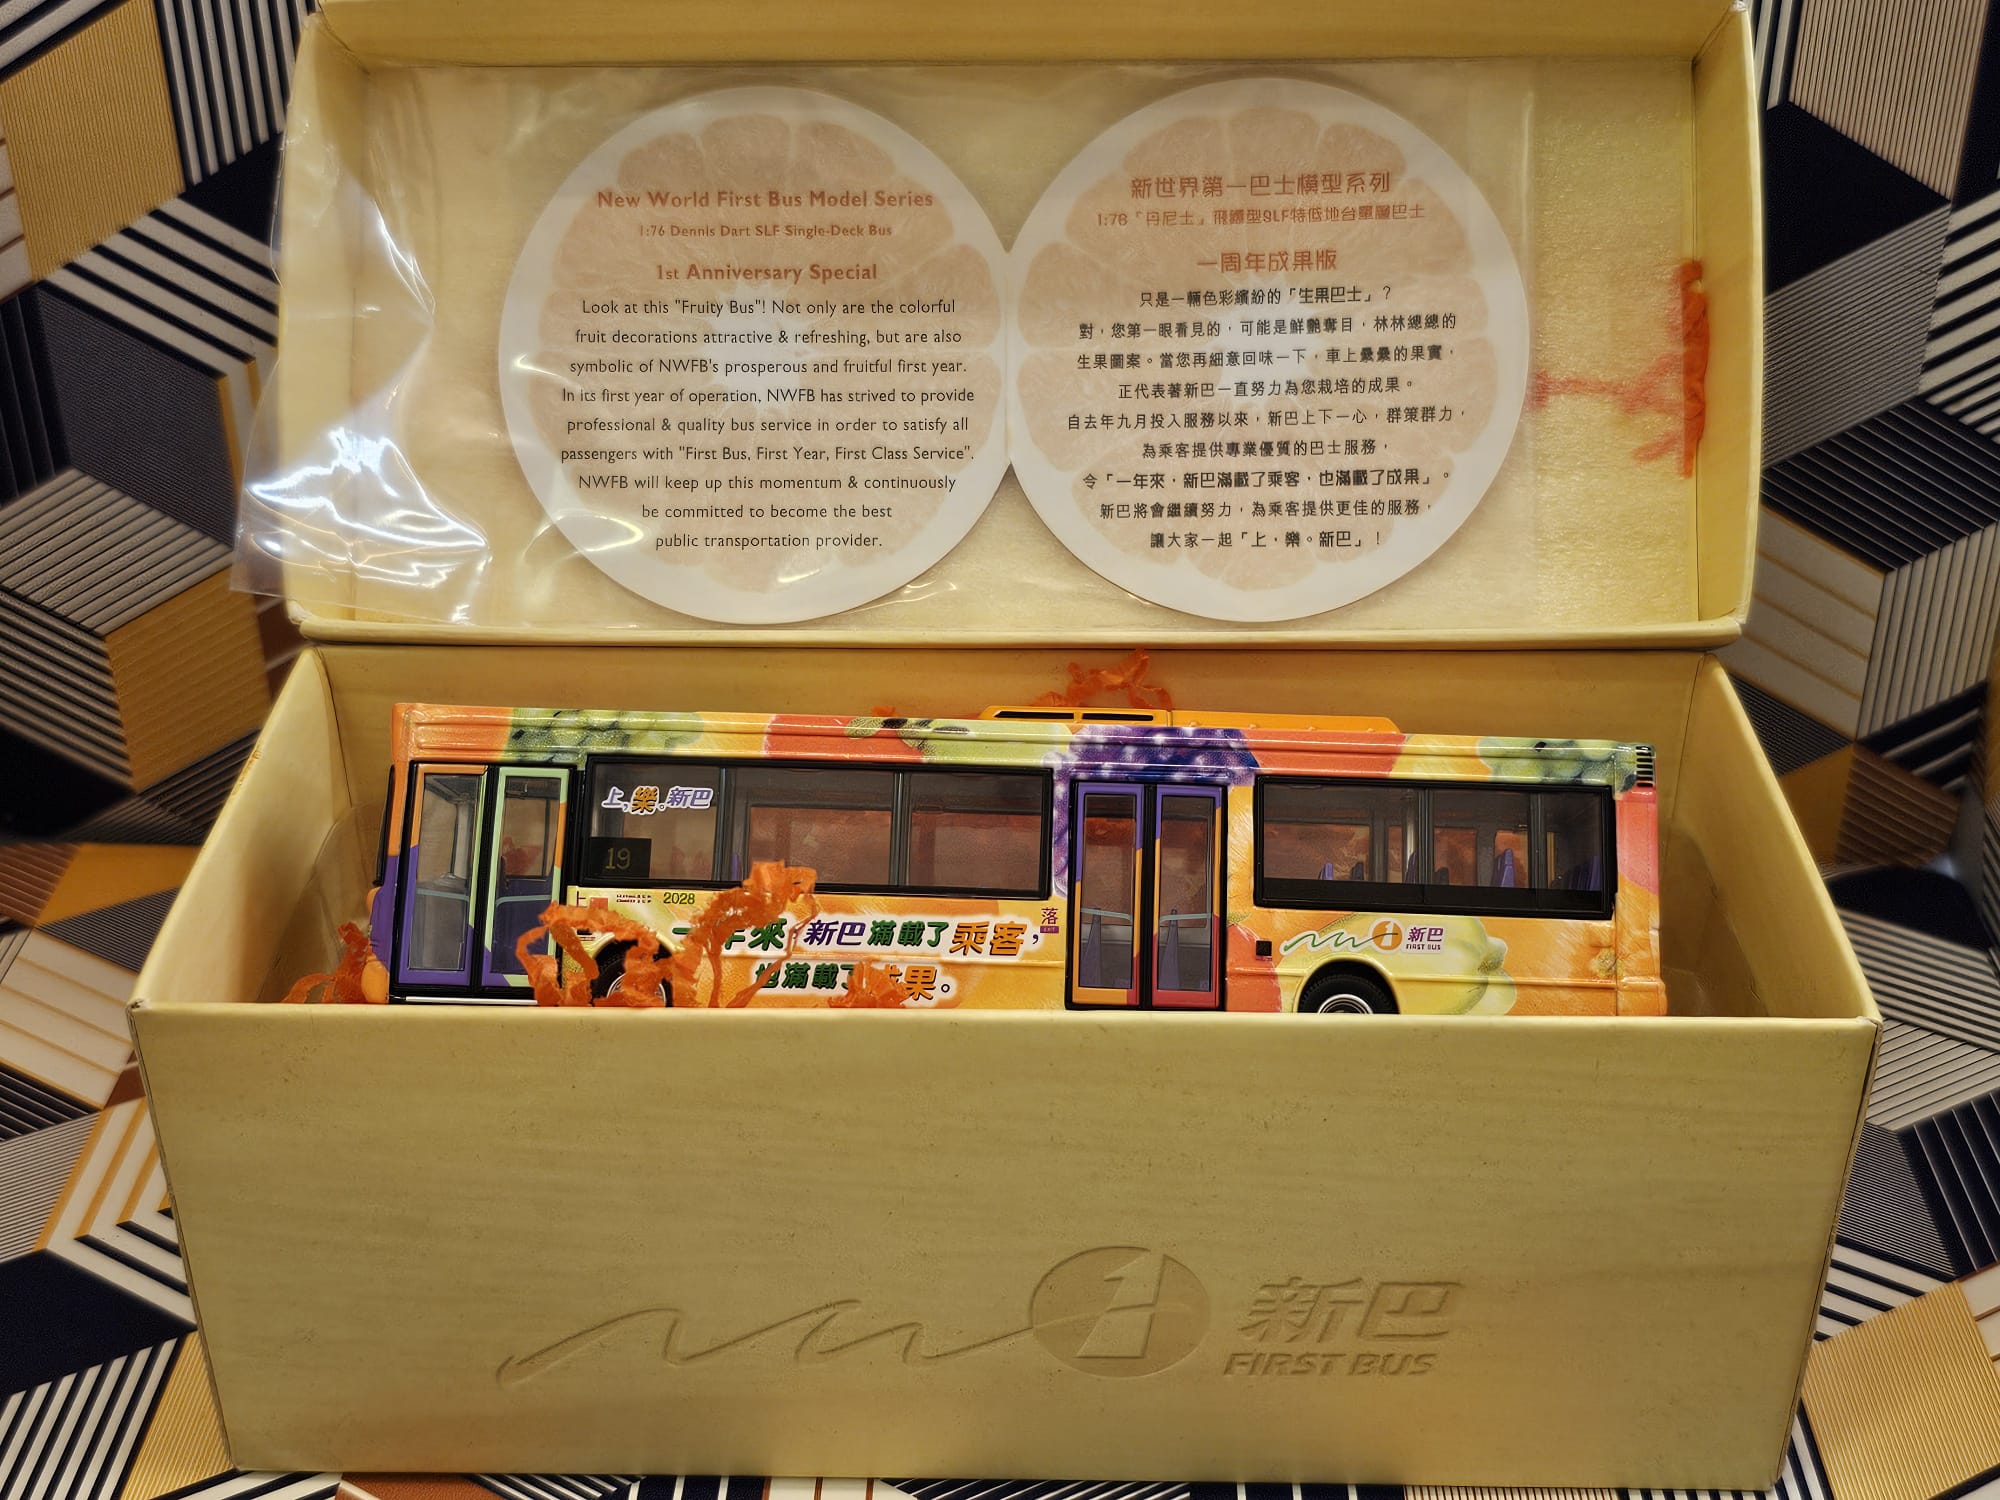 New World First Bus Model Series
1:76 Dennis Dart SLF Single-Deck Bus
1st Anniversary Special
Look at this "Fruity Bus"! Not only are the colorful
fruit decorations attractive & refreshing, but are also
symbolic of NWFB's prosperous and fruitful first year.
In its first year of operation, NWFB has strived to provide
professional & quality bus service in order to satisfy all
passengers with "First Bus, First Year, First Class Service".
NWFB will keep up this momentum & continuously
be committed to become the best
public transportation provider.
新世界第一巴士模型系列
1:76「丹尼士」飛鏢型SLF特低地台單層巴士
一周年成果版
只是一輛色彩繽紛的「生果巴士」？
對，您第一眼看見的，可能是鮮艷奪目，林林總總的
生果圖案。當您再細意回味一下，車上纍纍的果實，
正代表著新巴一直努力為您栽培的成果。
自去年九月投入服務以來，新巴上下一心，群策群力，
為乘客提供專業優質的巴士服務，
令「一年來，新巴滿載了乘客，也滿載了成果」。
新巴將會繼續努力，為乘客提供更佳的服務，
讓大家一起「上，樂。新巴」！
上，樂。新巴
19
上
2028
一年來，新巴滿載了乘客，
也滿載了成果。
落
EXIT
新巴
FIRST BUS
新巴
FIRST BUS